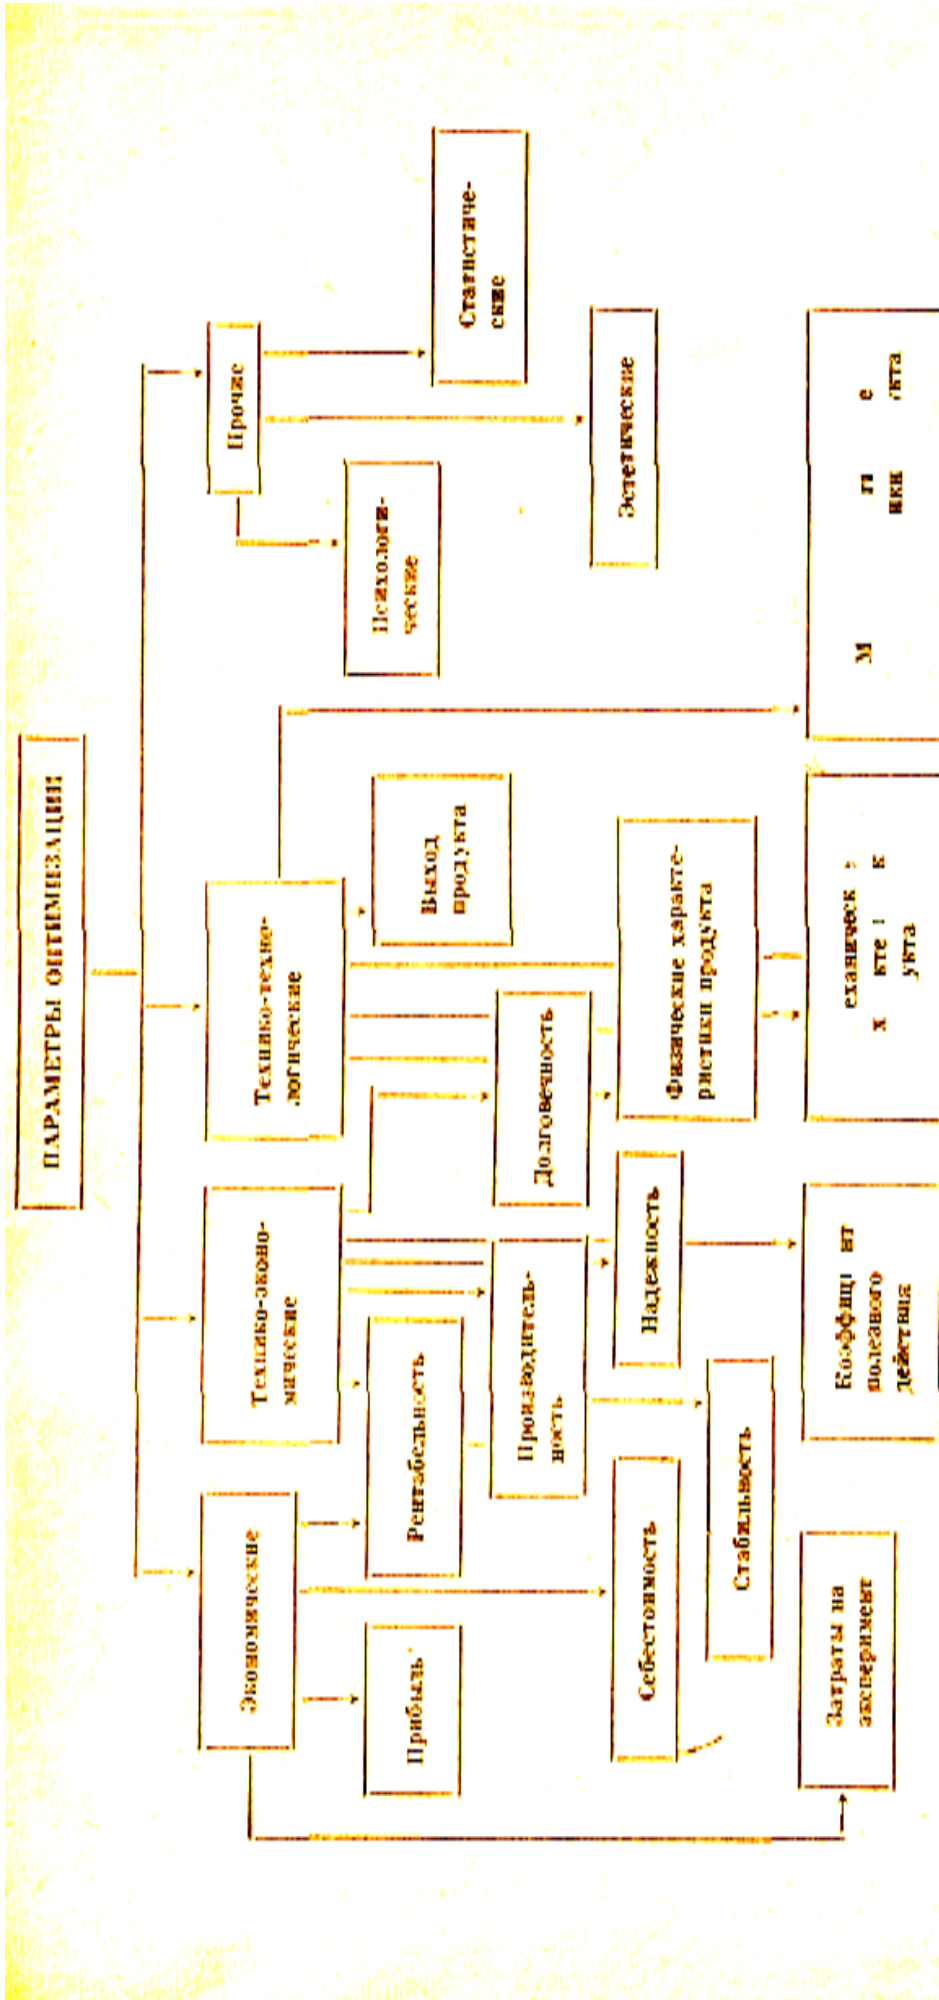 ПАРАМЕТРЫ ОПТИМИЗАЦИИ
Экономические
Технико-эконо-
мические
Технико-техно-
логические
Прочие
Прибыль
Рентабельность
Выход
продукта
Психологи-
ческие
Статистиче-
ские
Производитель-
ность
Долговечность
Себестоимость
Надежность
Физические характе-
ристики продукта
Эстетические
Стабильность
Затраты на
эксперимент
полезного
действия